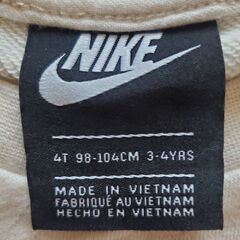 NIKE
4T 98-104CM 3-4YRS
MADE IN VIETNAM
FABRIQUÉ AU VIETNAM
HECHO EN VIETNAM